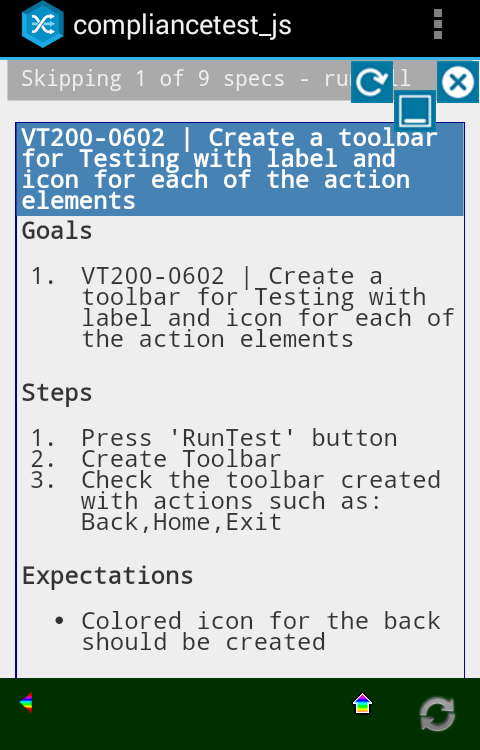 compliancetest_js
Skipping 1 of 9 specs - run all
VT200-0602 | Create a toolbar
for Testing with label and
icon for each of the action
elements
Goals
1. VT200-0602 | Create a
toolbar for Testing with
label and icon for each of
the action elements
Steps
1. Press 'RunTest' button
2. Create Toolbar
3. Check the toolbar created
with actions such as:
Back,Home,Exit
Expectations
• Colored icon for the back
should be created